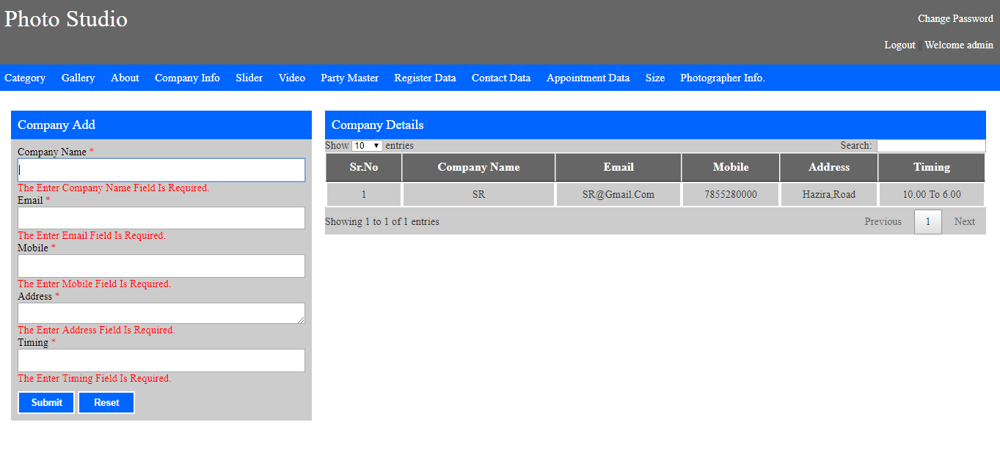 Photo Studio
Change Password
Logout || Welcome admin
Category Gallery About Company Info Slider Video Party Master Register Data Contact Data Appointment Data Size Photographer Info.
Company Add
Company Name *
The Enter Company Name Field Is Required.
Email *
The Enter Email Field Is Required.
Mobile *
The Enter Mobile Field Is Required.
Address *
The Enter Address Field Is Required.
Timing *
The Enter Timing Field Is Required.
Submit Reset
Company Details
Show 10 entries Search:
Sr.No Company Name Email Mobile Address Timing
1 SR SR@Gmail.Com 7855280000 Hazira,Road 10.00 To 6.00
Showing 1 to 1 of 1 entries Previous 1 Next